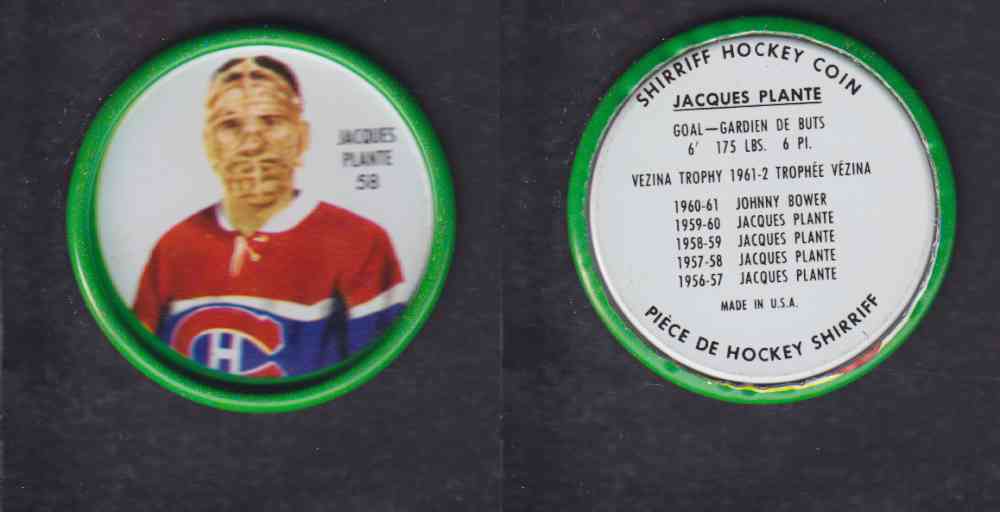 JACQUES
PLANTE
58
SHIRRIFF HOCKEY COIN
JACQUES PLANTE
GOAL—GARDIEN DE BUTS
6' 175 LBS. 6 PI.
VEZINA TROPHY 1961-2 TROPHÉE VÉZINA
1960-61 JOHNNY BOWER
1959-60 JACQUES PLANTE
1958-59 JACQUES PLANTE
1957-58 JACQUES PLANTE
1956-57 JACQUES PLANTE
MADE IN U.S.A.
PIÈCE DE HOCKEY SHIRRIFF